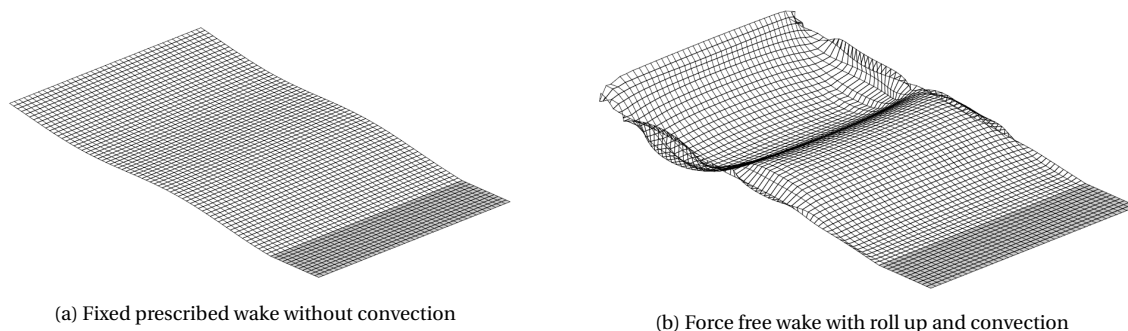 (a) Fixed prescribed wake without convection
(b) Force free wake with roll up and convection